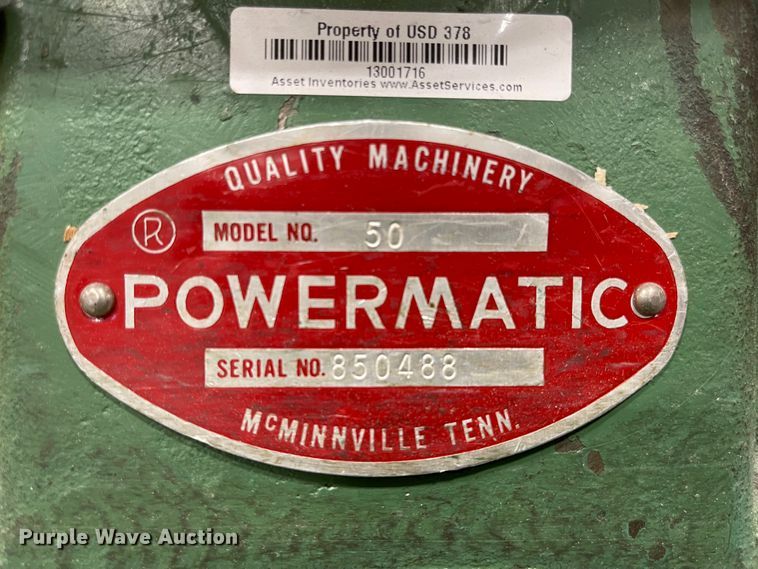 Property of USD 378
13001716
Asset Inventories www.AssetServices.com
QUALITY MACHINERY
®
MODEL NO. 50
POWERMATIC
SERIAL NO. 850488
McMINNVILLE TENN.
Purple Wave Auction